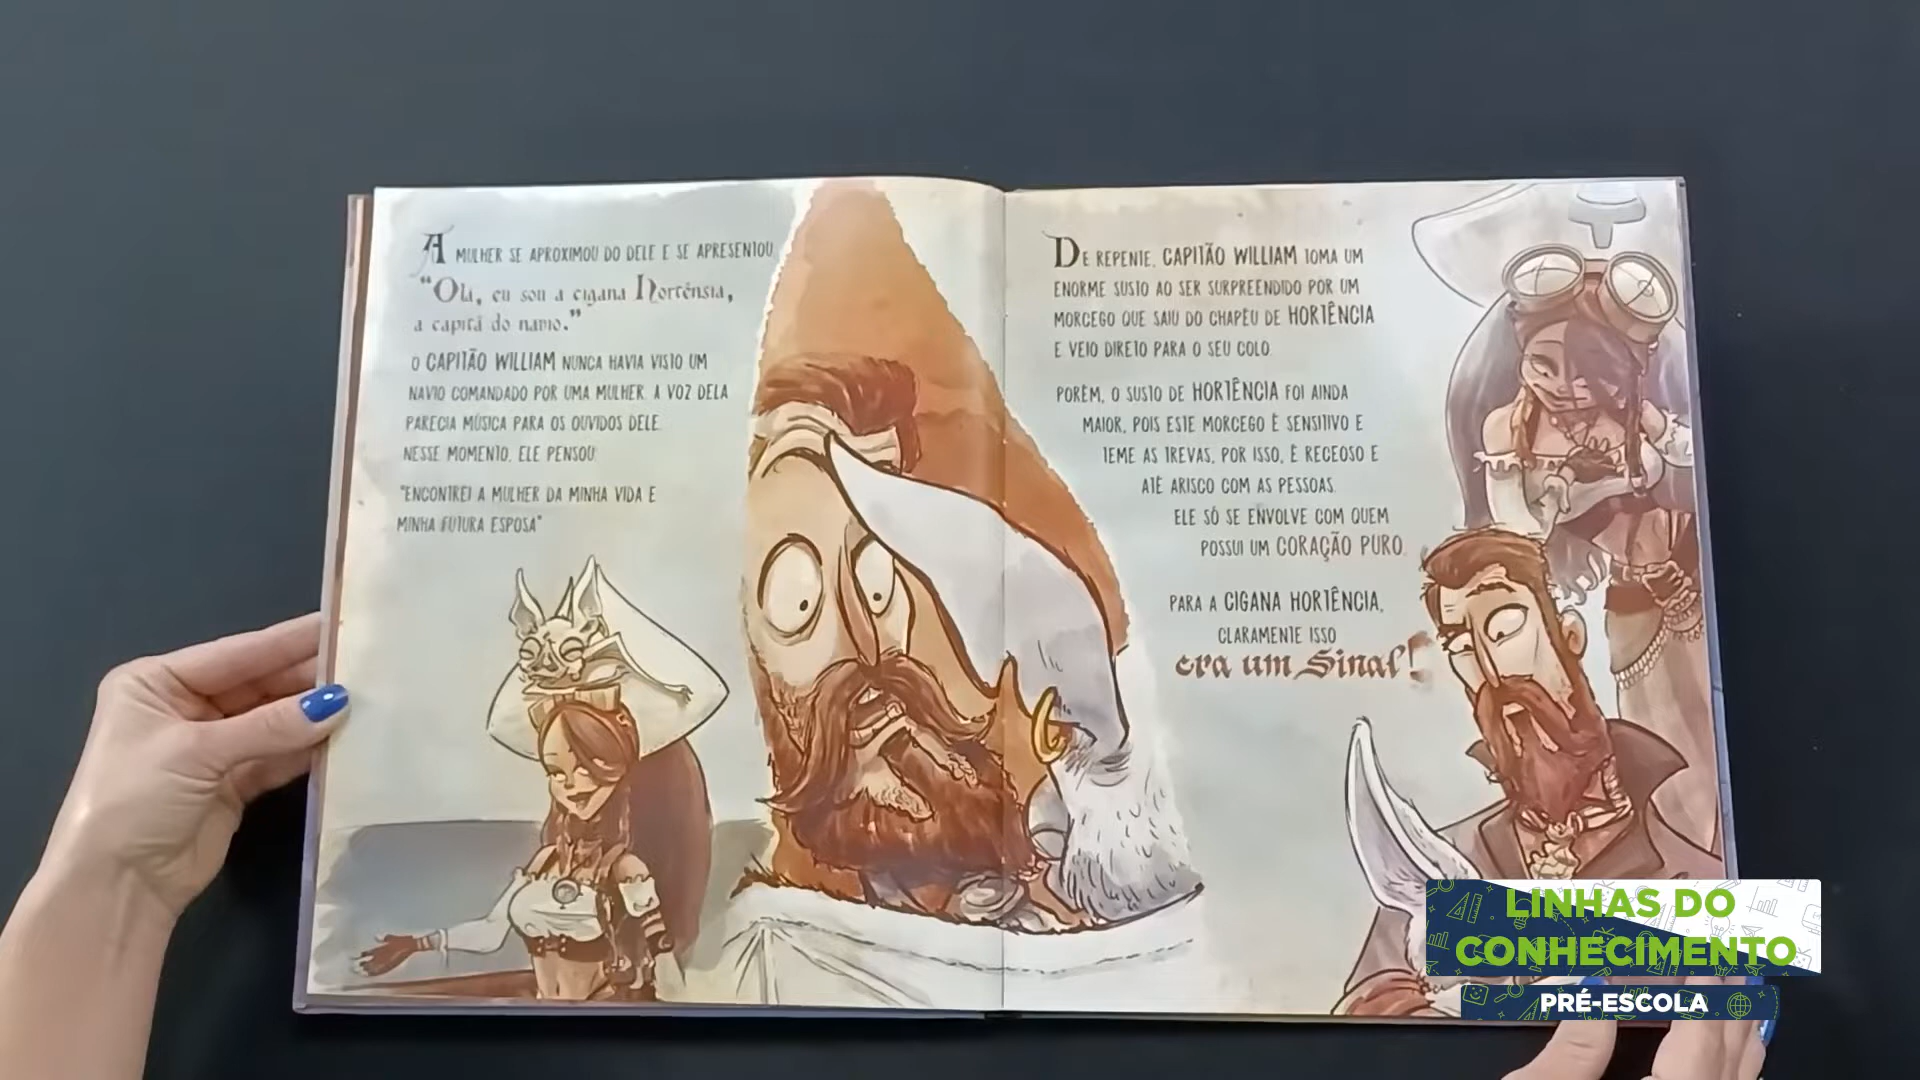 A MULHER SE APROXIMOU DO DELE E SE APRESENTOU
"Olá, eu sou a cigana Hortênsia,
a capitã do navio."
O CAPITÃO WILLIAM NUNCA HAVIA VISTO UM
NAVIO COMANDADO POR UMA MULHER. A VOZ DELA
PARECIA MÚSICA PARA OS OUVIDOS DELE.
NESSE MOMENTO, ELE PENSOU:
"ENCONTREI A MULHER DA MINHA VIDA E
MINHA FUTURA ESPOSA"
DE REPENTE, CAPITÃO WILLIAM TOMA UM
ENORME SUSTO AO SER SURPREENDIDO POR UM
MORCEGO QUE SAIU DO CHAPÉU DE HORTÊNCIA
E VEIO DIRETO PARA O SEU COLO.
PORÉM, O SUSTO DE HORTÊNCIA FOI AINDA
MAIOR, POIS ESTE MORCEGO É SENSITIVO E
TEME AS TREVAS, POR ISSO, É RECEOSO E
ATÉ ARISCO COM AS PESSOAS.
ELE SÓ SE ENVOLVE COM QUEM
POSSUI UM CORAÇÃO PURO.
PARA A CIGANA HORTÊNCIA,
CLARAMENTE ISSO
era um Sinal!
LINHAS DO
CONHECIMENTO
PRÉ-ESCOLA